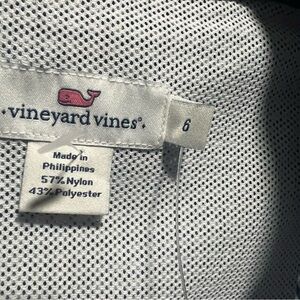 vineyard vines®
6
Made in
Philippines
57% Nylon
43% Polyester